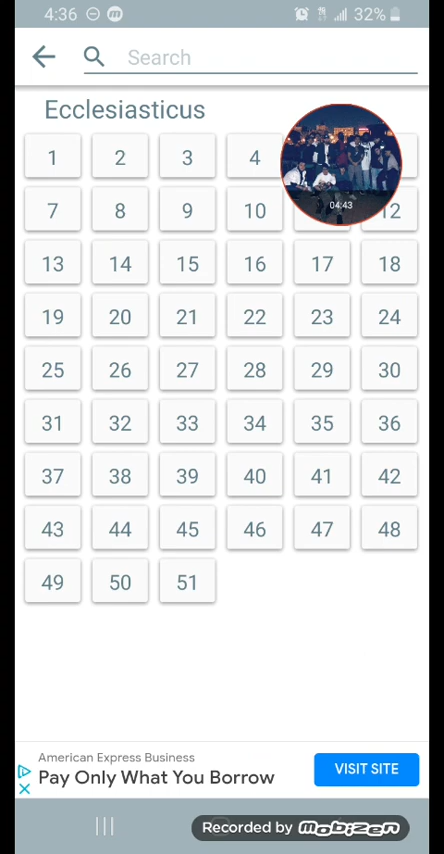 4:36 32%
Search
Ecclesiasticus
1 2 3 4
04:43
7 8 9 10 12
13 14 15 16 17 18
19 20 21 22 23 24
25 26 27 28 29 30
31 32 33 34 35 36
37 38 39 40 41 42
43 44 45 46 47 48
49 50 51
American Express Business
Pay Only What You Borrow
VISIT SITE
Recorded by Mobizen